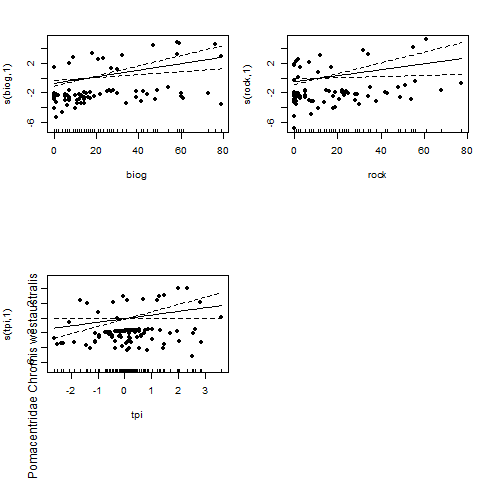 s(biog,1)
2
-2
-6
0 20 40 60 80
biog
s(rock,1)
2
-2
-6
0 20 40 60 80
rock
Pomacentridae Chromis westaustralis
s(tpi,1)
-2 -1 0 1 2 3
tpi